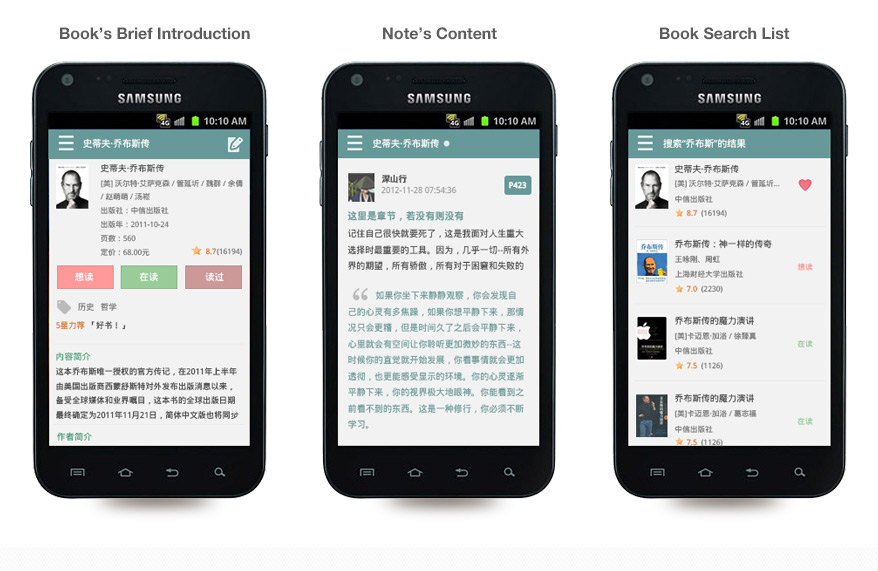 Book's Brief Introduction
SAMSUNG
4G 10:10 AM
史蒂夫·乔布斯传
史蒂夫·乔布斯传
[美] 沃尔特·艾萨克森 / 管延圻 / 魏群 / 余倩
/ 赵萌萌 / 汤崧
出版社：中信出版社
出版年：2011-10-24
页数：560
定价：68.00元
8.7(16194)
想读
在读
读过
历史 哲学
5星力荐 「好书！」
内容简介
这本乔布斯唯一授权的官方传记，在2011年上半年
由美国出版商西蒙舒斯特对外发布出版消息以来，
备受全球媒体和业界瞩目，这本书的全球出版日期
最终确定为2011年11月21日，简体中文版也将同步
作者简介
Note's Content
SAMSUNG
4G 10:10 AM
史蒂夫·乔布斯传
深山行
2012-11-28 07:54:36
P423
这里是章节，若没有则没有
记住自己很快就要死了，这是我面对人生重大
选择时最重要的工具。因为，几乎一切--所有外
界的期望，所有骄傲，所有对于困窘和失败的
如果你坐下来静静观察，你会发现自
己的心灵有多焦躁，如果你想平静下来，那情
况只会更糟，但是时间久了之后会平静下来，
心里就会有空间让你聆听更加微妙的东西--这
时候你的直觉就开始发展，你看事情就会更加
透彻，也更能感受显示的环境。你的心灵逐渐
平静下来，你的视界极大地眼神。你能看到之
前看不到的东西。这是一种修行，你必须不断
学习。
Book Search List
SAMSUNG
4G 10:10 AM
搜索"乔布斯"的结果
史蒂夫·乔布斯传
[美] 沃尔特·艾萨克森 / 管延圻...
中信出版社
8.7 (16194)
乔布斯传：神一样的传奇
王咏刚、周虹
上海财经大学出版社
7.0 (2230)
想读
乔布斯的魔力演讲
[美]卡迈恩·加洛 / 徐臻真
中信出版社
7.5 (1126)
在读
乔布斯的魔力演讲
[美]卡迈恩·加洛 / 葛志福
中信出版社
7.5 (1126)
在读